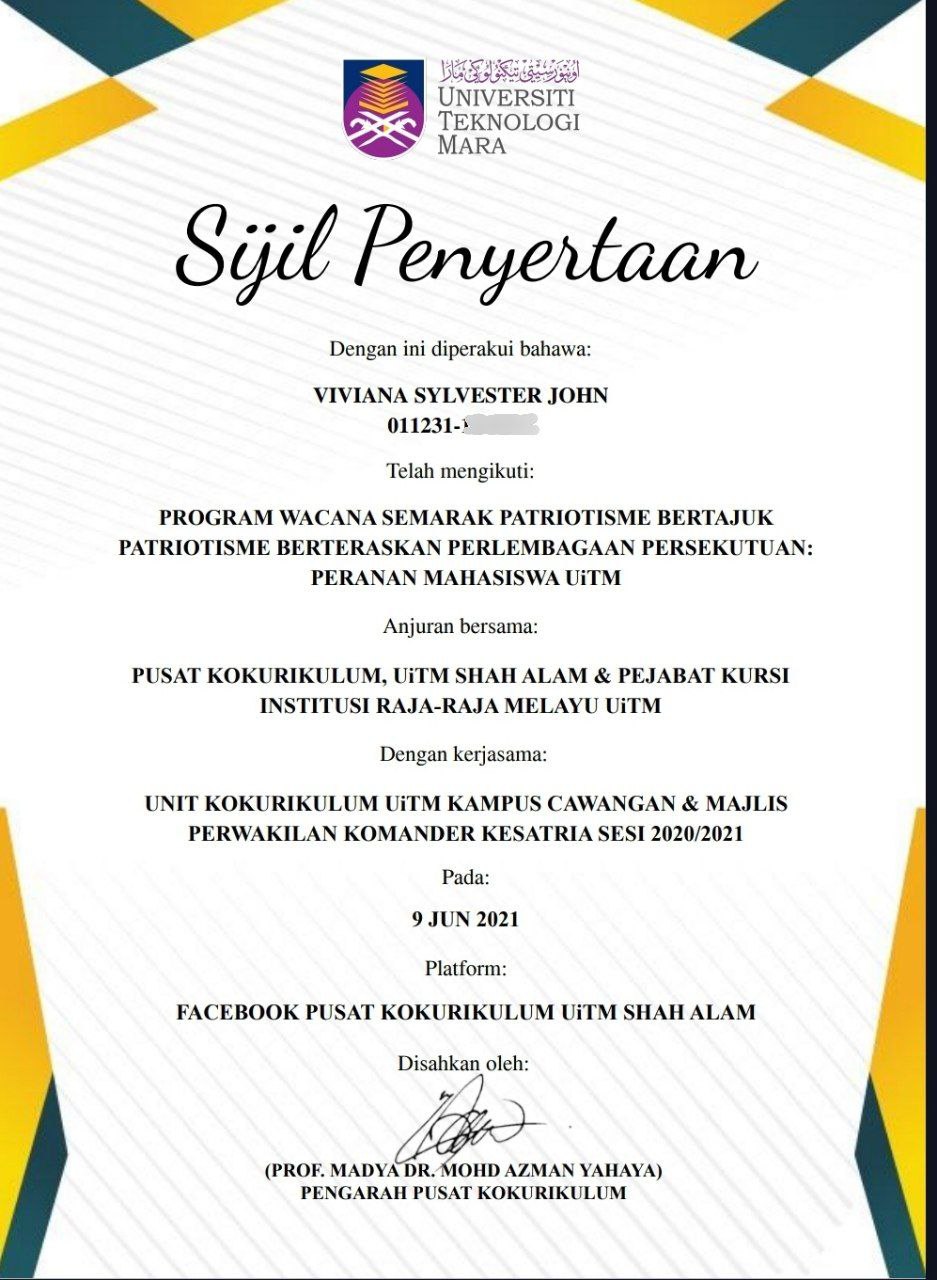 اونيۏرسيتي تيكنولوڬي مارا
UNIVERSITI
TEKNOLOGI
MARA
Sijil Penyertaan
Dengan ini diperakui bahawa:
VIVIANA SYLVESTER JOHN
011231-
Telah mengikuti:
PROGRAM WACANA SEMARAK PATRIOTISME BERTAJUK
PATRIOTISME BERTERASKAN PERLEMBAGAAN PERSEKUTUAN:
PERANAN MAHASISWA UiTM
Anjuran bersama:
PUSAT KOKURIKULUM, UiTM SHAH ALAM & PEJABAT KURSI
INSTITUSI RAJA-RAJA MELAYU UiTM
Dengan kerjasama:
UNIT KOKURIKULUM UiTM KAMPUS CAWANGAN & MAJLIS
PERWAKILAN KOMANDER KESATRIA SESI 2020/2021
Pada:
9 JUN 2021
Platform:
FACEBOOK PUSAT KOKURIKULUM UiTM SHAH ALAM
Disahkan oleh:
(PROF. MADYA DR. MOHD AZMAN YAHAYA)
PENGARAH PUSAT KOKURIKULUM